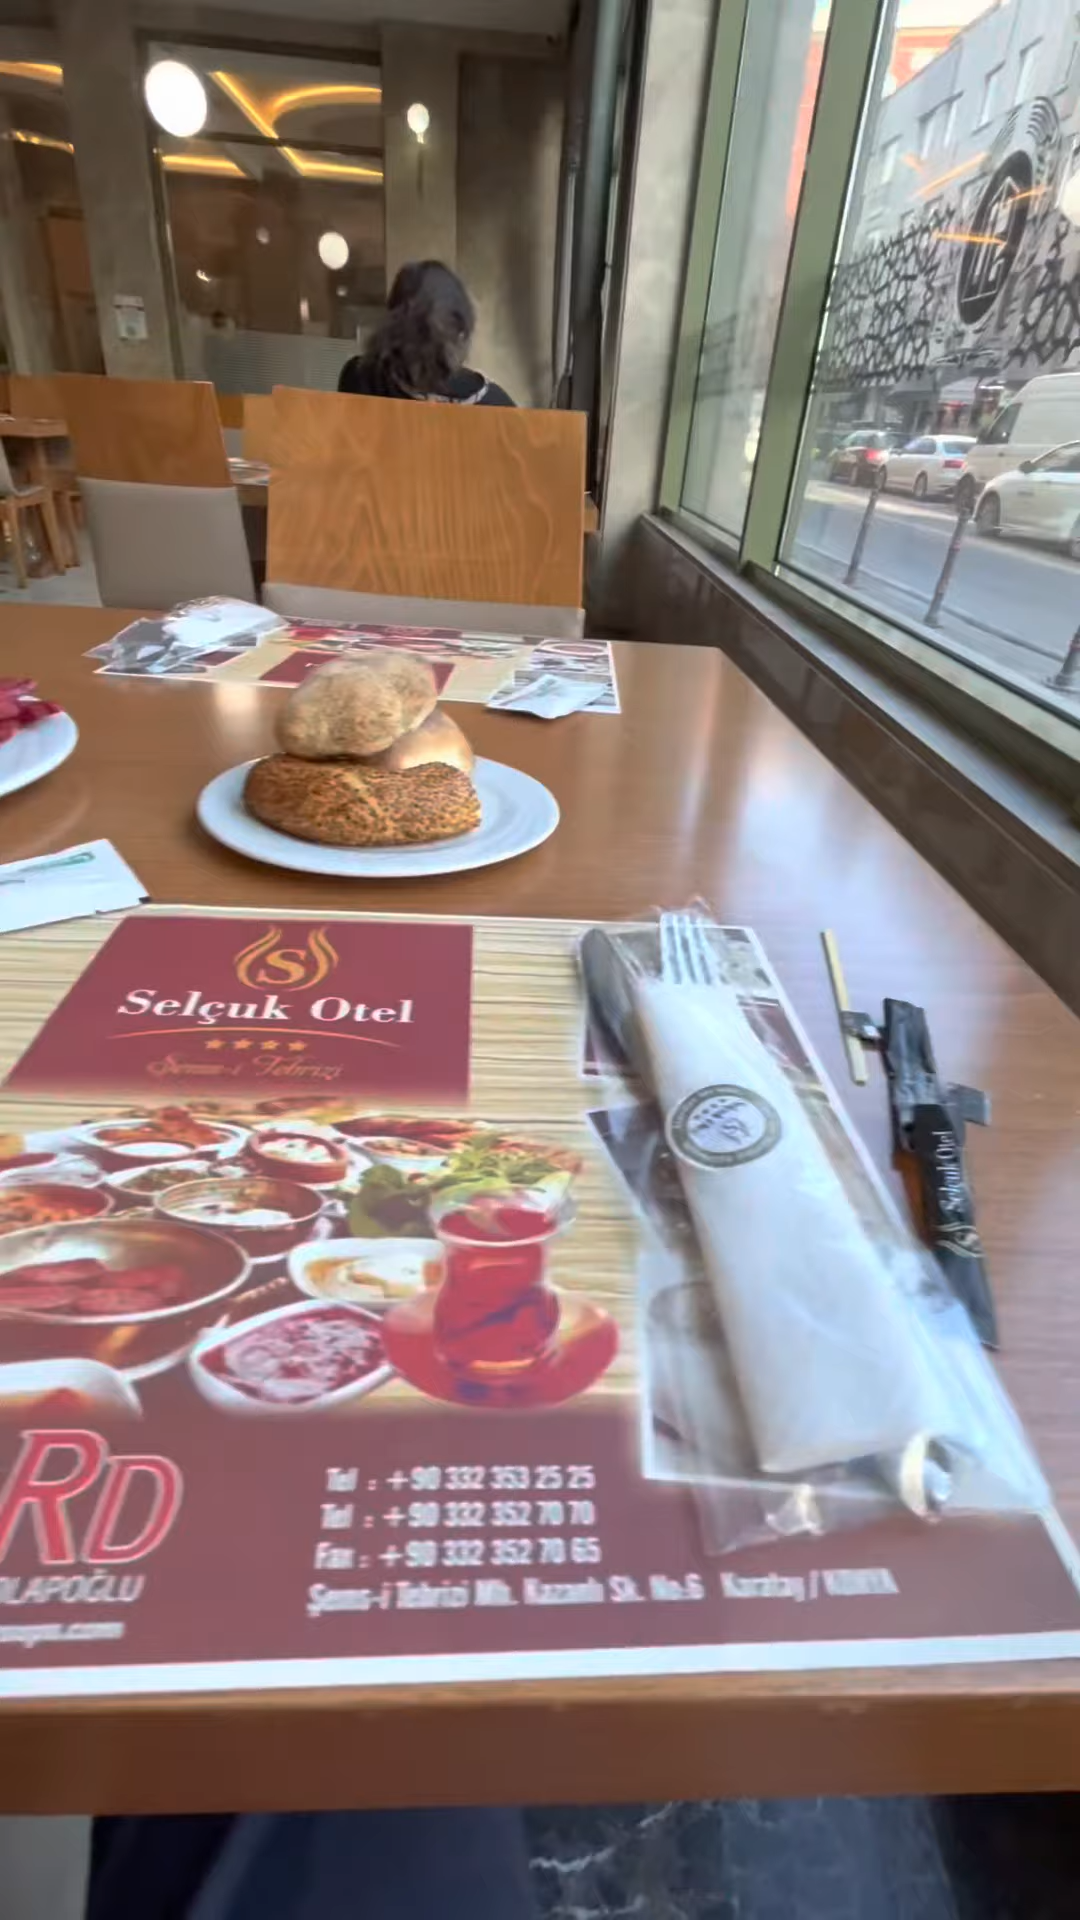 Selçuk Otel
Şems-i Tebrizi
Selçuk Otel
RD
OLAPOĞLU
Tel : +90 332 353 25 25
Tel : +90 332 352 70 70
Fax : +90 332 352 70 65
Şems-i Tebrizi Mh. Kazanlı Sk. No.6 Karatay / KONYA